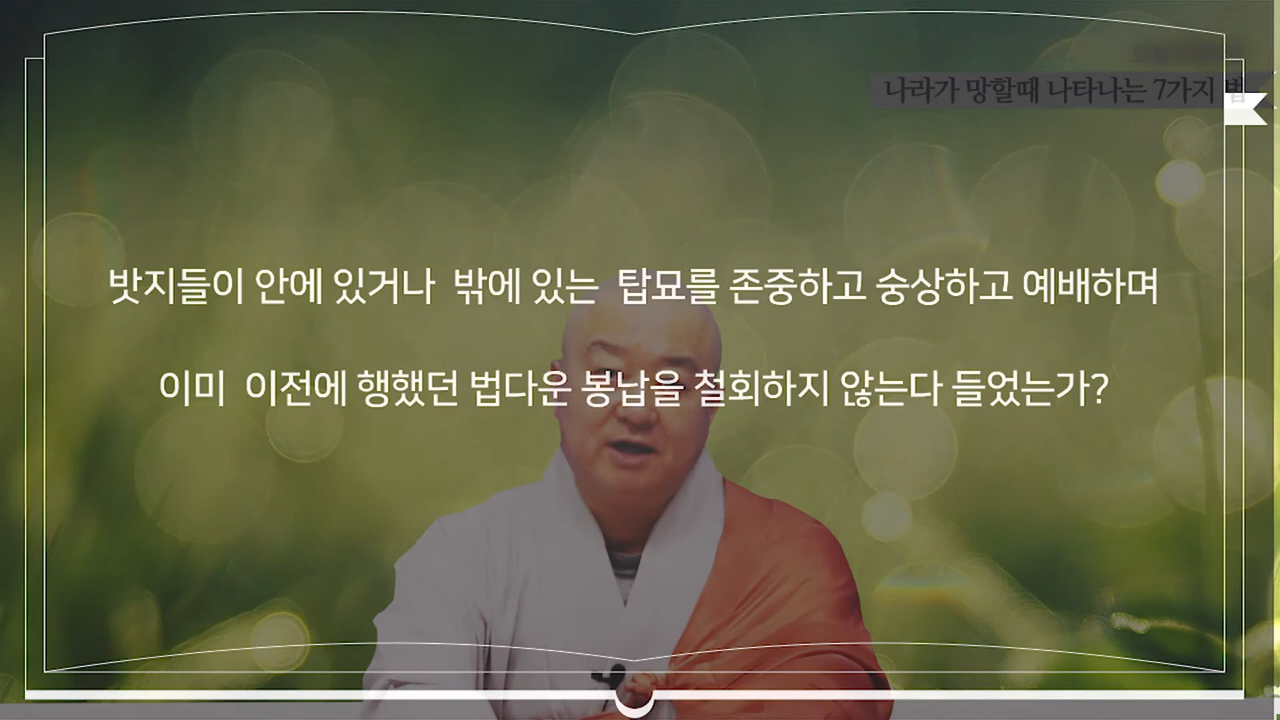 나라가 망할때 나타나는 7가지 법
밧지들이 안에 있거나 밖에 있는 탑묘를 존중하고 숭상하고 예배하며
이미 이전에 행했던 법다운 봉납을 철회하지 않는다 들었는가?